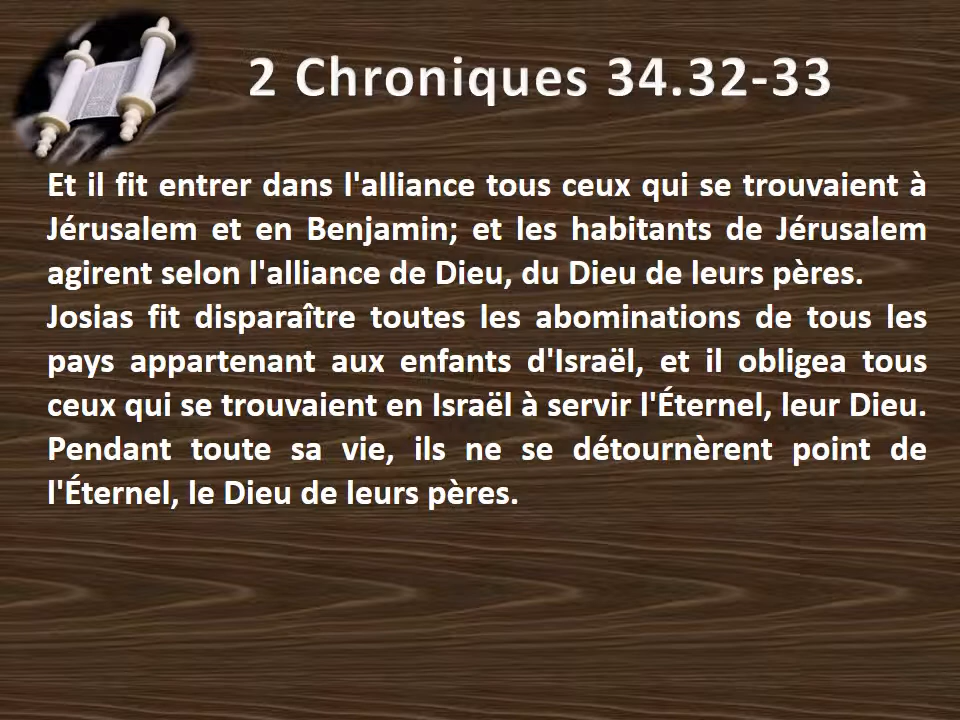 2 Chroniques 34.32-33
Et il fit entrer dans l'alliance tous ceux qui se trouvaient à
Jérusalem et en Benjamin; et les habitants de Jérusalem
agirent selon l'alliance de Dieu, du Dieu de leurs pères.
Josias fit disparaître toutes les abominations de tous les
pays appartenant aux enfants d'Israël, et il obligea tous
ceux qui se trouvaient en Israël à servir l'Éternel, leur Dieu.
Pendant toute sa vie, ils ne se détournèrent point de
l'Éternel, le Dieu de leurs pères.